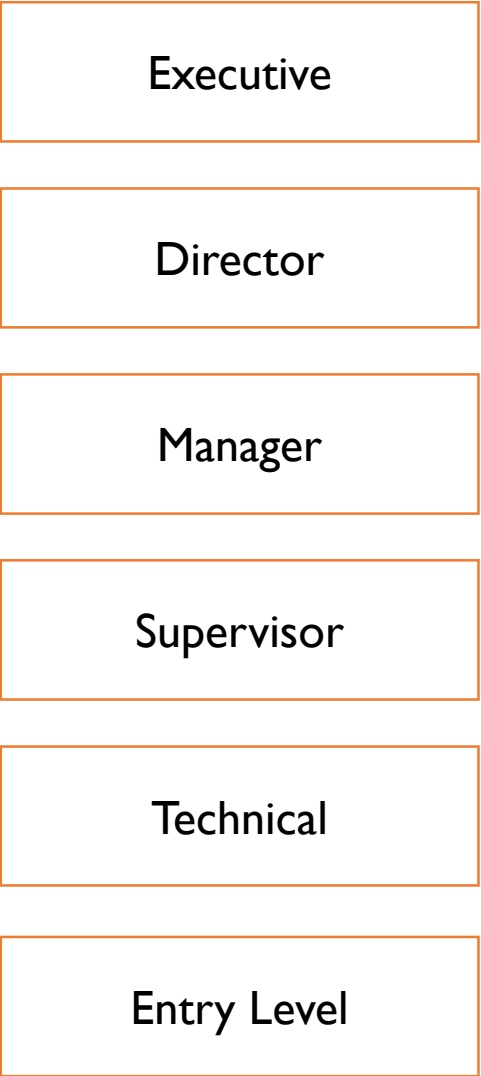 Executive
Director
Manager
Supervisor
Technical
Entry Level